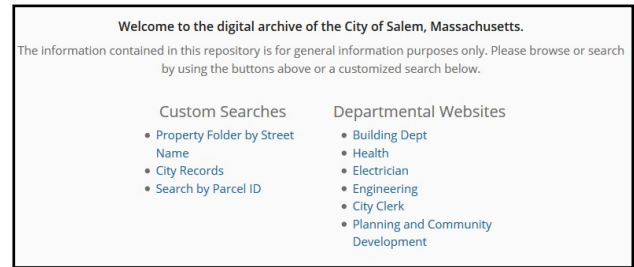 Welcome to the digital archive of the City of Salem, Massachusetts.
The information contained in this repository is for general information purposes only. Please browse or search
by using the buttons above or a customized search below.
Custom Searches
• Property Folder by Street
Name
• City Records
• Search by Parcel ID
Departmental Websites
• Building Dept
• Health
• Electrician
• Engineering
• City Clerk
• Planning and Community
Development